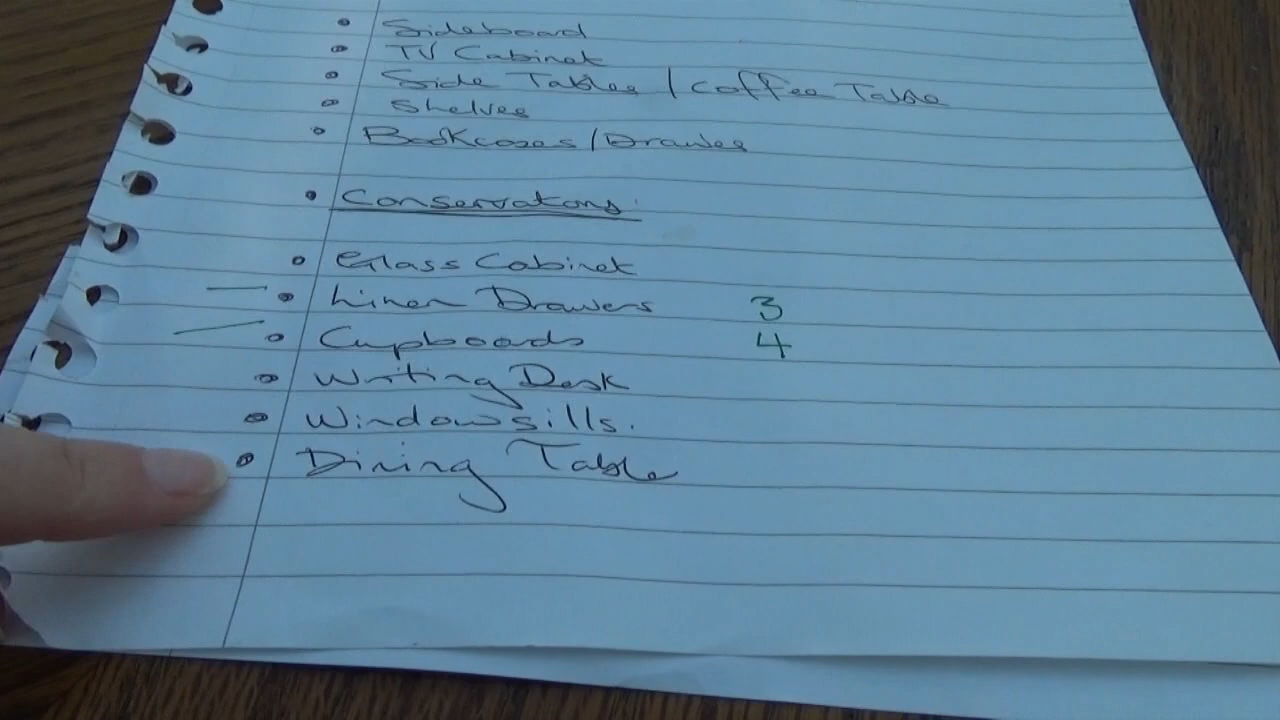 • Sideboard
• TV Cabinet
• Side Tables / Coffee Table
• Shelves
• Bookcases / Drawes
• Conservatory
• Glass Cabinet
— • Linen Drawers 3
— • Cupboards 4
• Writing Desk
• Windowsills.
• Dining Table